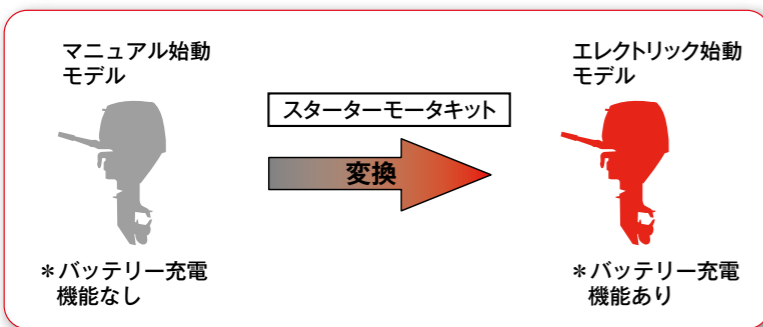 マニュアル始動
モデル
＊バッテリー充電
機能なし
スターターモータキット
変換
エレクトリック始動
モデル
＊バッテリー充電
機能あり